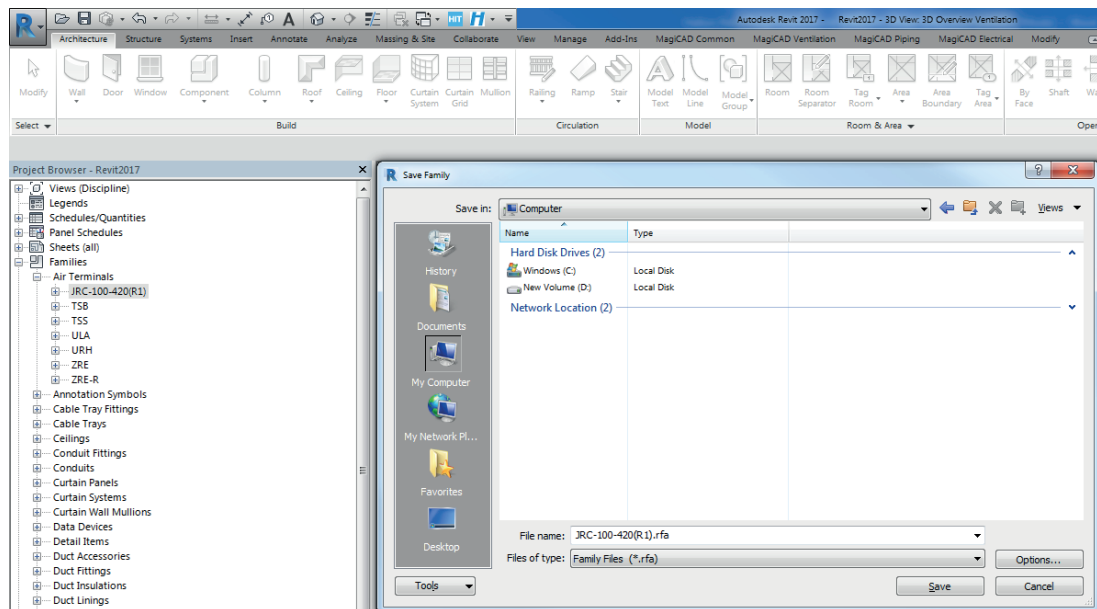 Autodesk Revit 2017 - Revit2017 - 3D View: 3D Overview Ventilation
Architecture Structure Systems Insert Annotate Analyze Massing & Site Collaborate View Manage Add-Ins MagiCAD Common MagiCAD Ventilation MagiCAD Piping MagiCAD Electrical Modify
Modify Wall Door Window Component Column Roof Ceiling Floor Curtain System Curtain Grid Mullion Railing Ramp Stair Model Text Model Line Model Group Room Room Separator Tag Room Area Area Boundary Tag Area By Face Shaft
Select Build Circulation Model Room & Area
Project Browser - Revit2017
Views (Discipline)
Legends
Schedules/Quantities
Panel Schedules
Sheets (all)
Families
Air Terminals
JRC-100-420(R1)
TSB
TSS
ULA
URH
ZRE
ZRE-R
Annotation Symbols
Cable Tray Fittings
Cable Trays
Ceilings
Conduit Fittings
Conduits
Curtain Panels
Curtain Systems
Curtain Wall Mullions
Data Devices
Detail Items
Duct Accessories
Duct Fittings
Duct Insulations
Duct Linings
Save Family
Save in: Computer Views
History
Documents
My Computer
My Network Pl...
Favorites
Desktop
Name Type
Hard Disk Drives (2)
Windows (C:) Local Disk
New Volume (D:) Local Disk
Network Location (2)
File name: JRC-100-420(R1).rfa
Files of type: Family Files (*.rfa) Options...
Tools Save Cancel